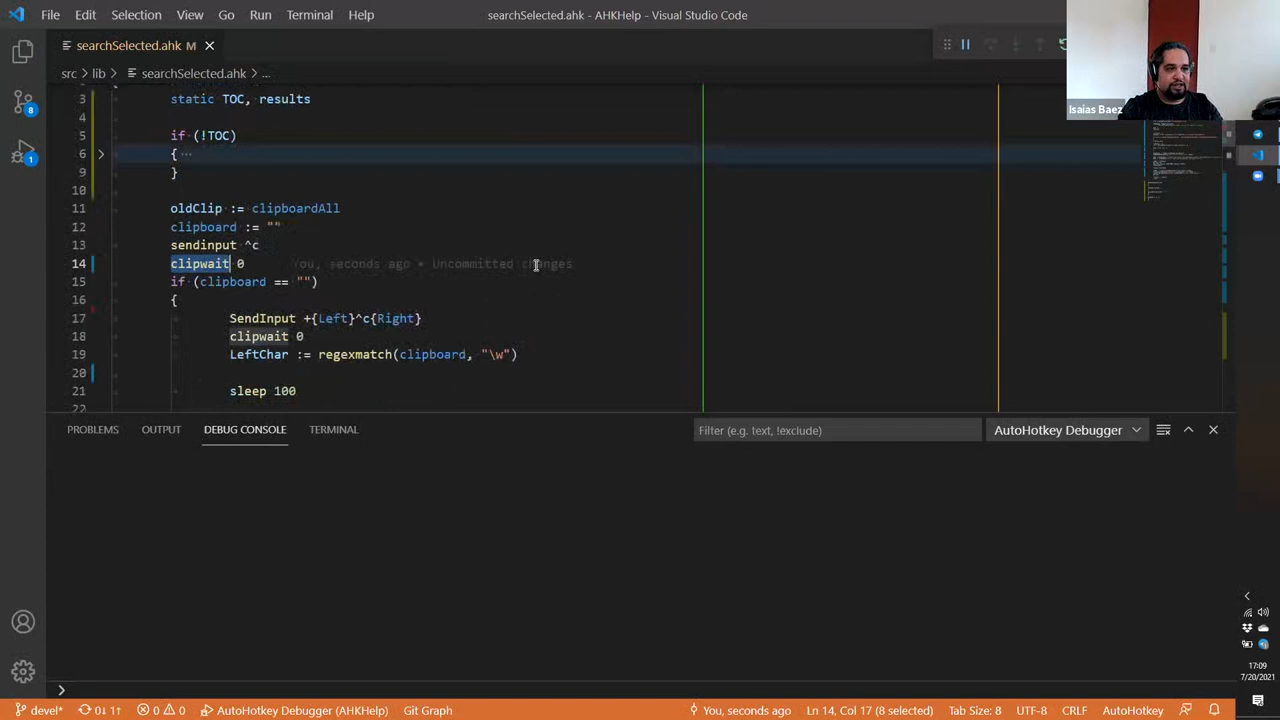 File Edit Selection View Go Run Terminal Help searchSelected.ahk - AHKHelp - Visual Studio Code
searchSelected.ahk M
src > lib > searchSelected.ahk > ...
Isaias Baez
3 static TOC, results
4
5 if (!TOC)
6 { ...
9 }
10
11 oldClip := clipboardAll
12 clipboard := ""
13 sendinput ^c
14 clipwait 0 You, seconds ago • Uncommitted changes
15 if (clipboard == "")
16 {
17 SendInput +{Left}^c{Right}
18 clipwait 0
19 LeftChar := regexmatch(clipboard, "\w")
20
21 sleep 100
22
8
1
PROBLEMS OUTPUT DEBUG CONSOLE TERMINAL Filter (e.g. text, !exclude) AutoHotkey Debugger
17:09
7/20/2021
devel* 0↓ 1↑ 0 0 AutoHotkey Debugger (AHKHelp) Git Graph You, seconds ago Ln 14, Col 17 (8 selected) Tab Size: 8 UTF-8 CRLF AutoHotkey